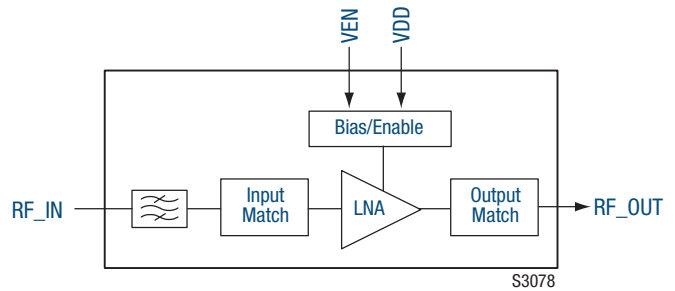 VEN
VDD
Bias/Enable
RF_IN
Input
Match
LNA
Output
Match
RF_OUT
S3078